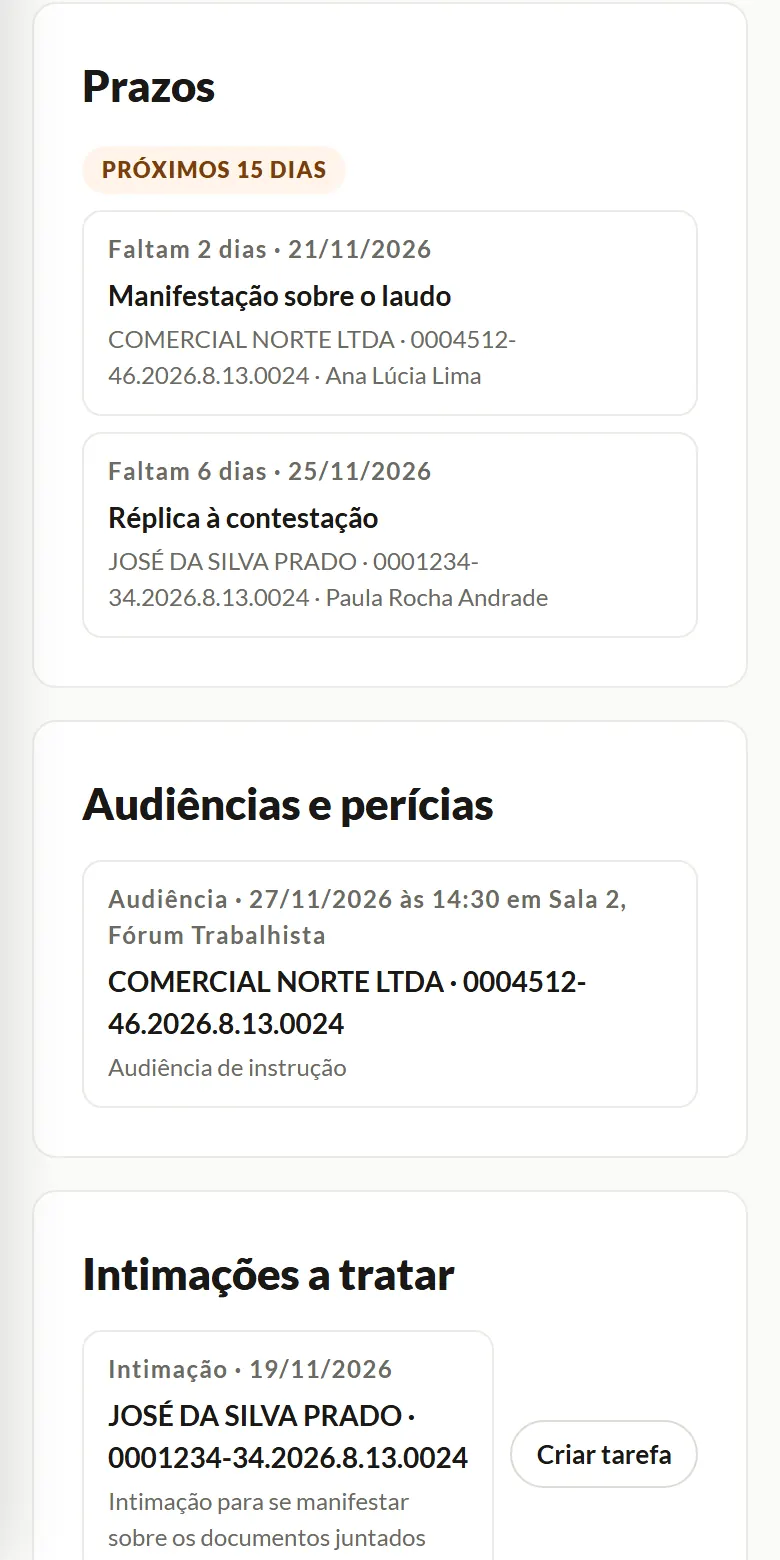 Prazos
PRÓXIMOS 15 DIAS
Faltam 2 dias · 21/11/2026
Manifestação sobre o laudo
COMERCIAL NORTE LTDA · 0004512-
46.2026.8.13.0024 · Ana Lúcia Lima
Faltam 6 dias · 25/11/2026
Réplica à contestação
JOSÉ DA SILVA PRADO · 0001234-
34.2026.8.13.0024 · Paula Rocha Andrade
Audiências e perícias
Audiência · 27/11/2026 às 14:30 em Sala 2,
Fórum Trabalhista
COMERCIAL NORTE LTDA · 0004512-
46.2026.8.13.0024
Audiência de instrução
Intimações a tratar
Intimação · 19/11/2026
JOSÉ DA SILVA PRADO ·
0001234-34.2026.8.13.0024
Intimação para se manifestar
sobre os documentos juntados
Criar tarefa